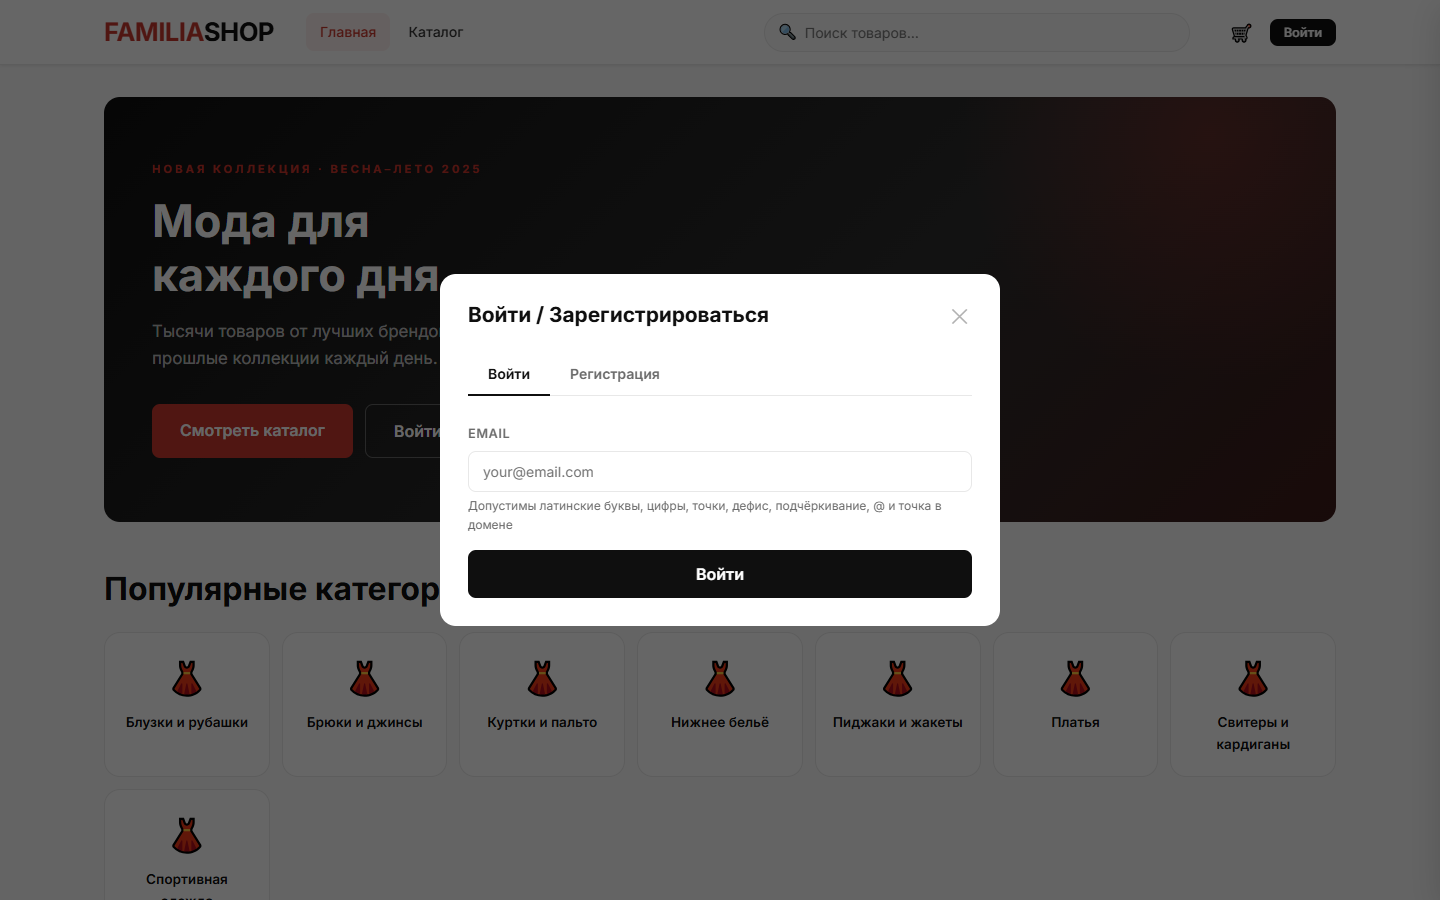 FAMILIASHOP
Главная
Каталог
Поиск товаров...
Войти
НОВАЯ КОЛЛЕКЦИЯ · ВЕСНА–ЛЕТО 2025
Мода для
каждого дня
Тысячи товаров от лучших
прошлые коллекции каждый день.
Смотреть каталог
Войти
Войти / Зарегистрироваться
Войти
Регистрация
EMAIL
your@email.com
Допустимы латинские буквы, цифры, точки, дефис, подчёркивание, @ и точка в
домене
Войти
Популярные категор
Блузки и рубашки
Брюки и джинсы
Куртки и пальто
Нижнее бельё
Пиджаки и жакеты
Платья
Свитеры и
кардиганы
Спортивная